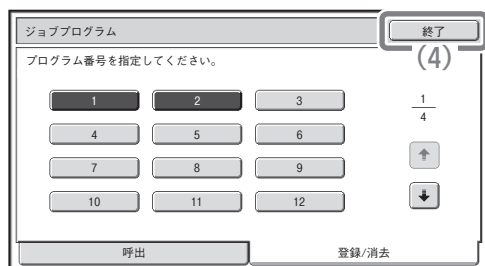 ジョブプログラム
終了
(4)
プログラム番号を指定してください。
1 2 3
1
4
4 5 6
7 8 9
10 11 12
呼出 登録/消去